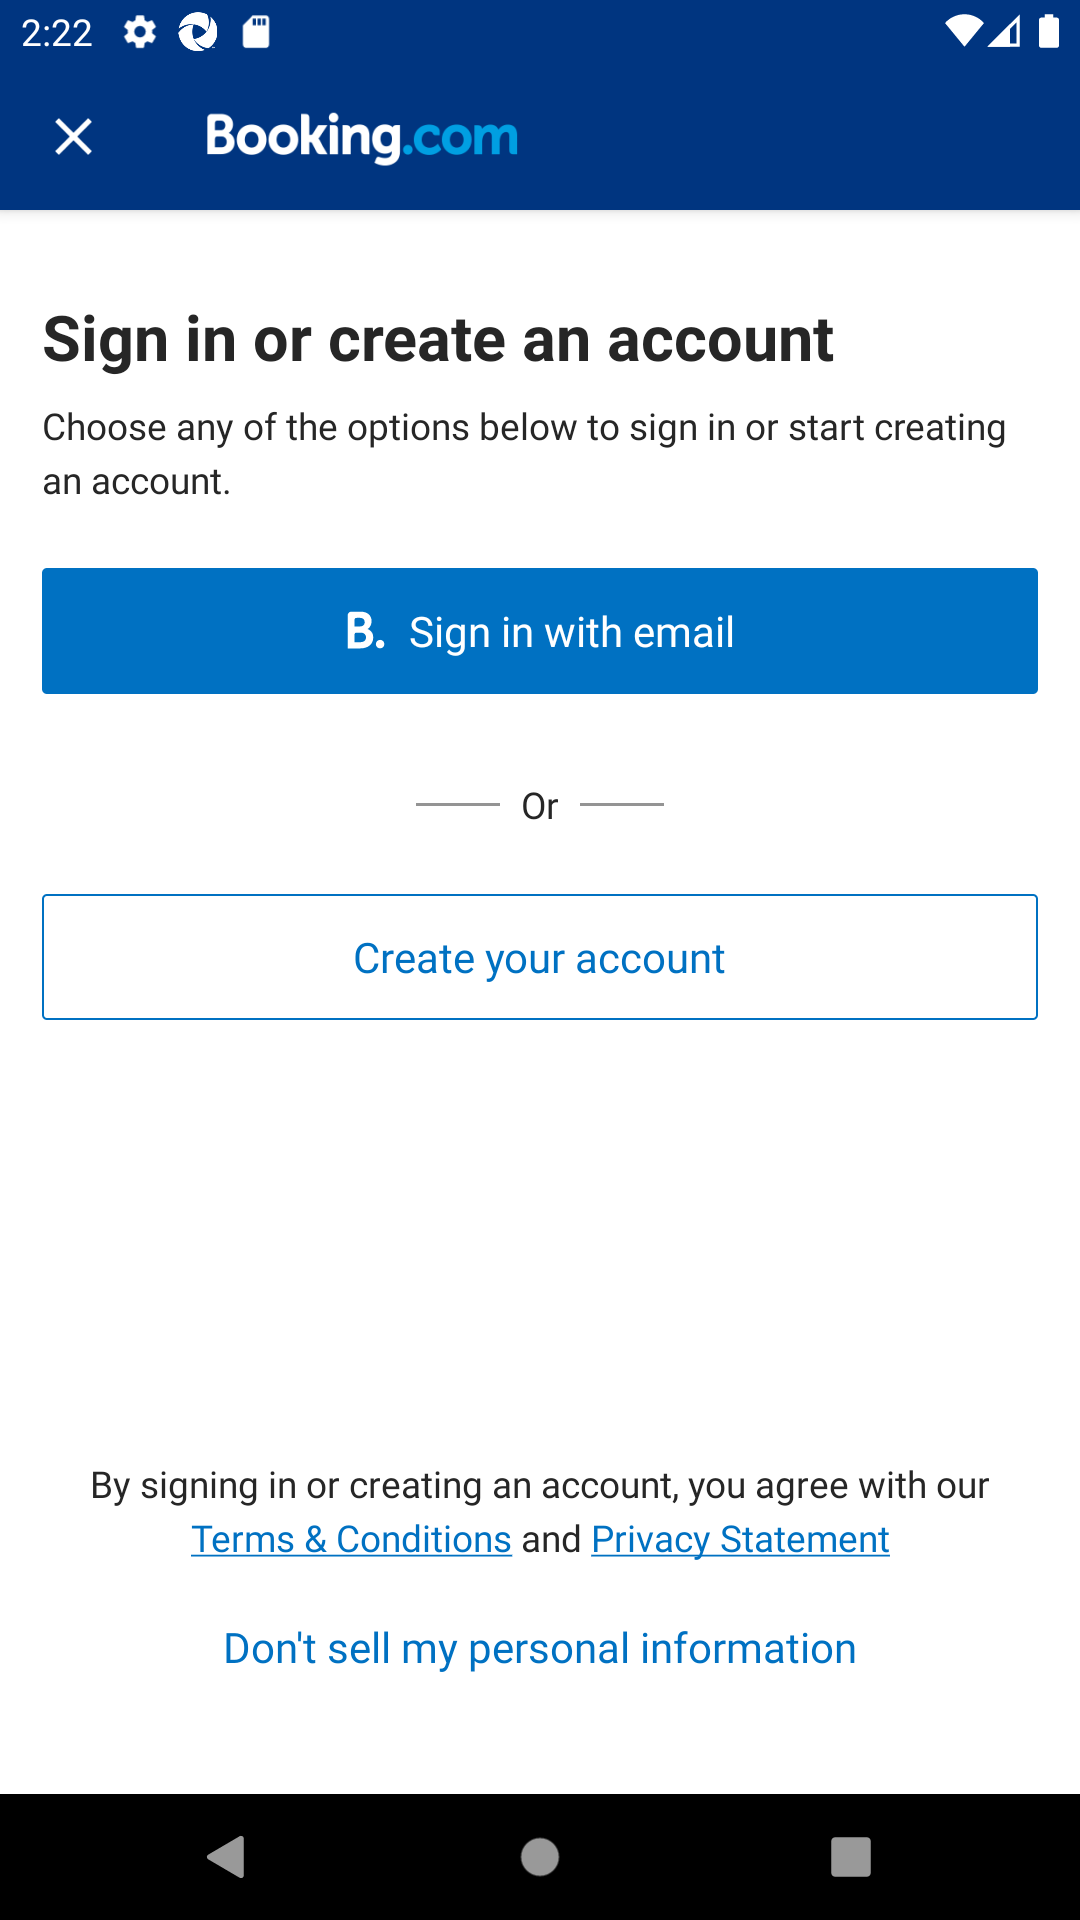 2:22
Booking.com
Sign in or create an account
Choose any of the options below to sign in or start creating
an account.
B. Sign in with email
Or
Create your account
By signing in or creating an account, you agree with our
Terms & Conditions and Privacy Statement
Don't sell my personal information